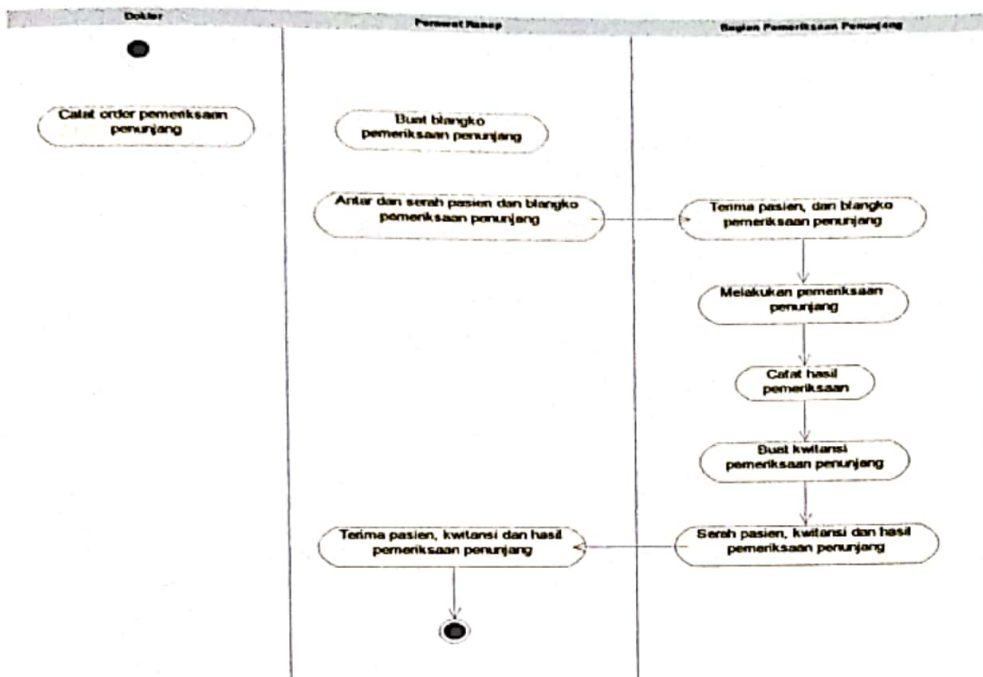 Dokter
Perawat Ranap
Bagian Pemeriksaan Penunjang
Catat order pemeriksaan
penunjang
Buat blangko
pemeriksaan penunjang
Antar dan serah pasien dan blangko
pemeriksaan penunjang
Terima pasien, dan blangko
pemeriksaan penunjang
Melakukan pemeriksaan
penunjang
Catat hasil
pemeriksaan
Buat kwitansi
pemeriksaan penunjang
Terima pasien, kwitansi dan hasil
pemeriksaan penunjang
Serah pasien, kwitansi dan hasil
pemeriksaan penunjang